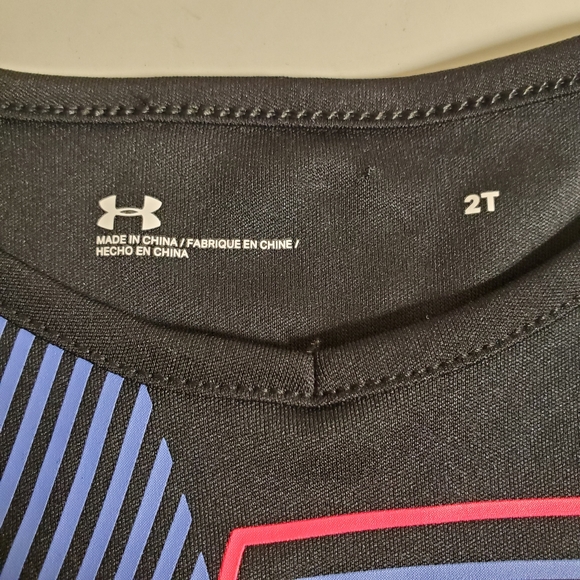 2T
MADE IN CHINA / FABRIQUE EN CHINE /
HECHO EN CHINA